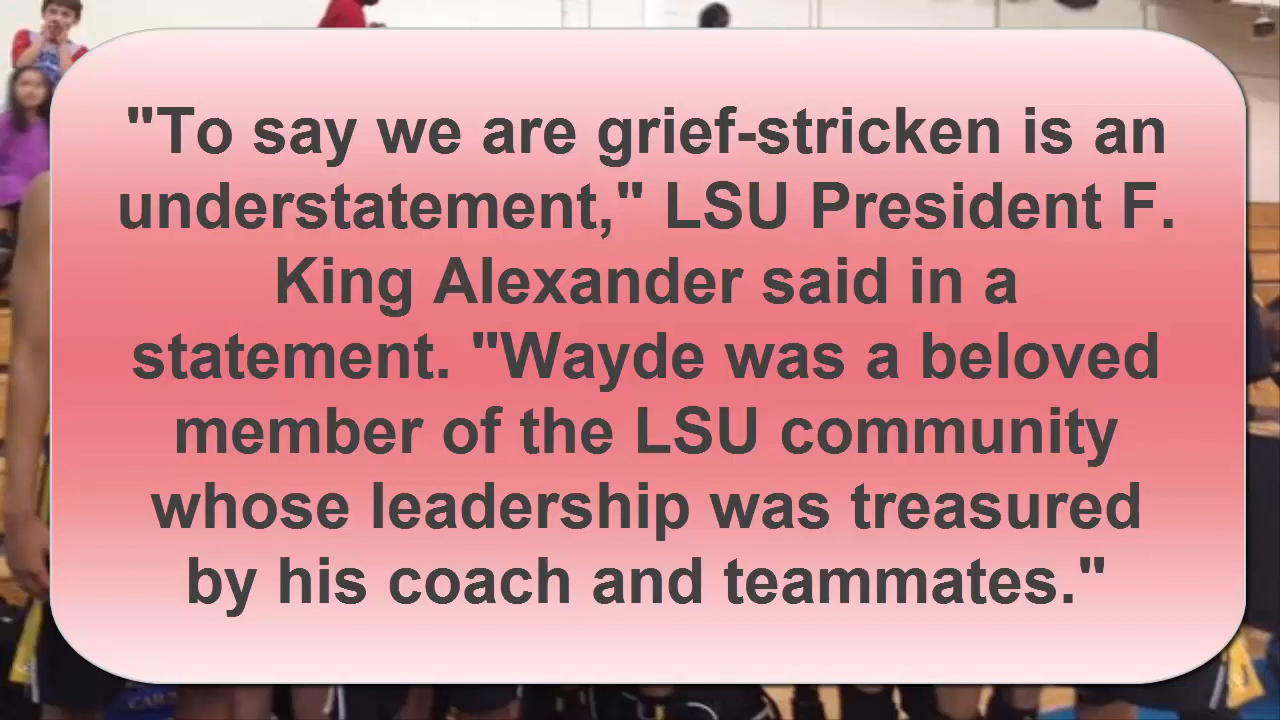 "To say we are grief-stricken is an
understatement," LSU President F.
King Alexander said in a
statement. "Wayde was a beloved
member of the LSU community
whose leadership was treasured
by his coach and teammates."